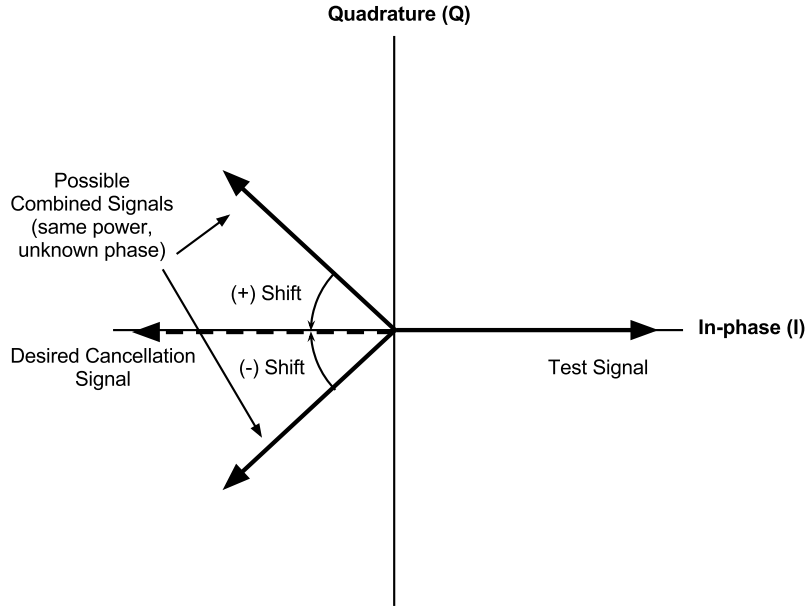 Quadrature (Q)
Possible
Combined Signals
(same power,
unknown phase)
(+) Shift
In-phase (I)
Desired Cancellation
Signal
(-) Shift
Test Signal